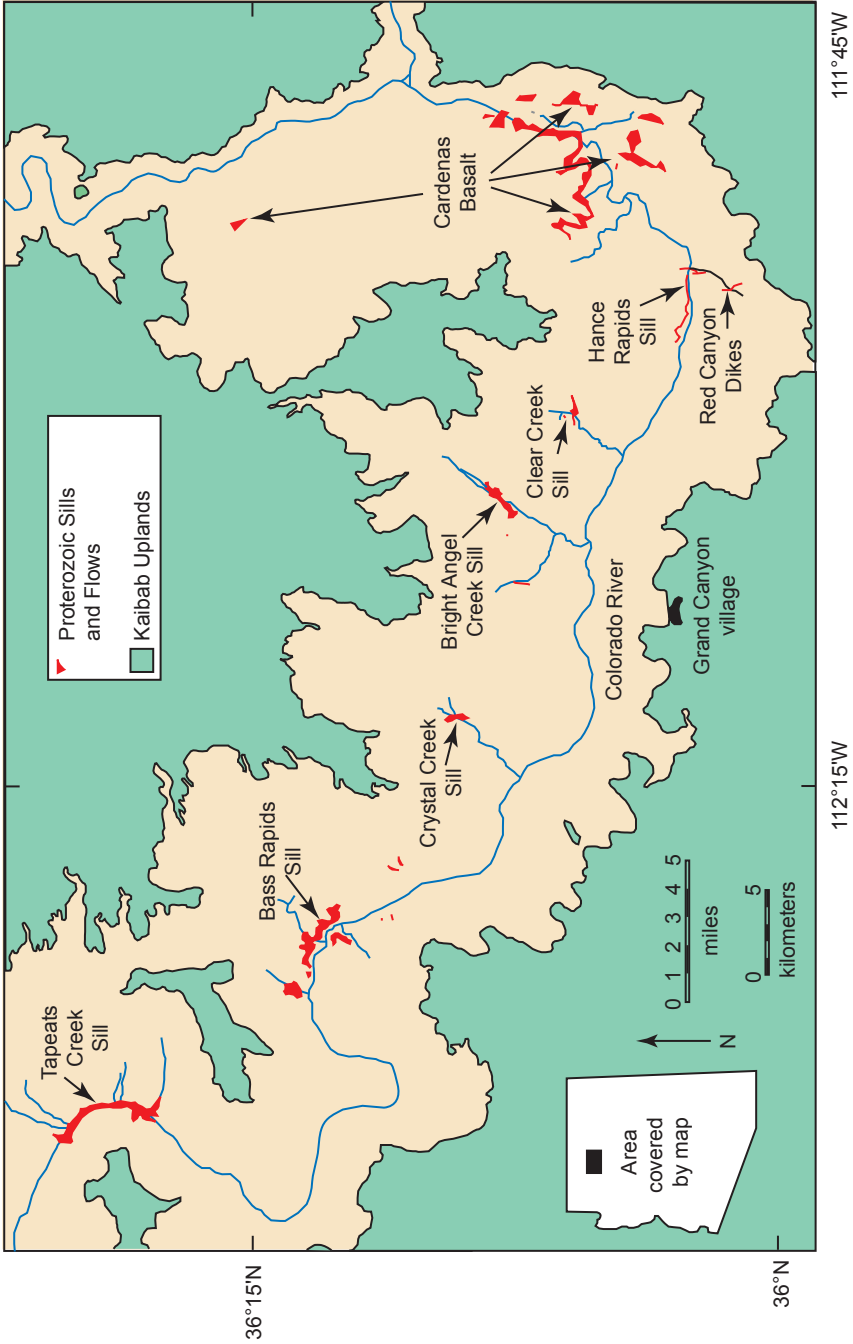 Proterozoic Sills
and Flows
Kaibab Uplands
Tapeats
Creek
Sill
Bass Rapids
Sill
Crystal Creek
Sill
Bright Angel
Creek Sill
Clear Creek
Sill
Cardenas
Basalt
Hance
Rapids
Sill
Red Canyon
Dikes
Colorado River
Grand Canyon
village
Area
covered
by map
N
0 1 2 3 4 5
miles
0 5
kilometers
36°15'N
36°N
112°15'W
111°45'W